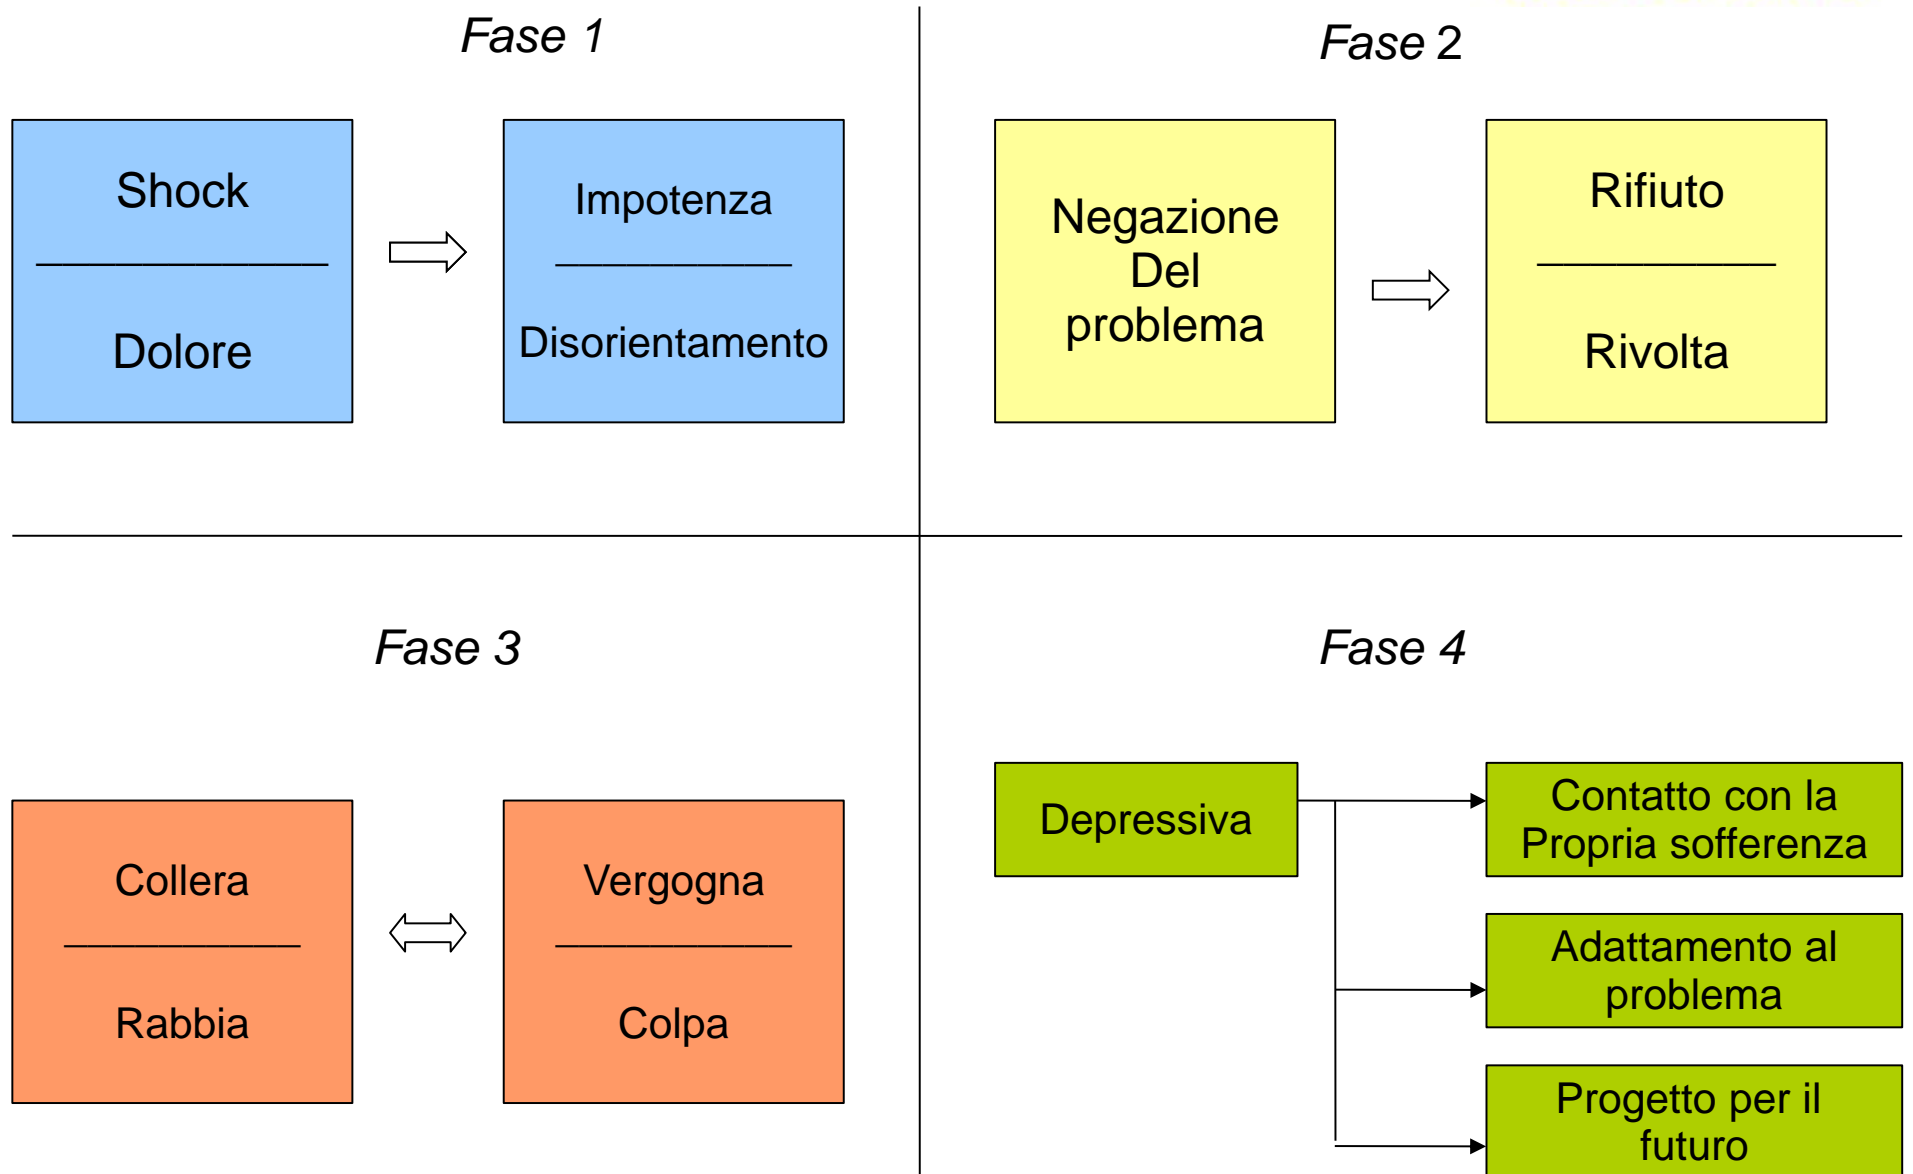 Fase 1
Shock
Dolore
Impotenza
Disorientamento
Fase 2
Negazione
Del
problema
Rifiuto
Rivolta
Fase 3
Collera
Rabbia
Vergogna
Colpa
Fase 4
Depressiva
Contatto con la
Propria sofferenza
Adattamento al
problema
Progetto per il
futuro